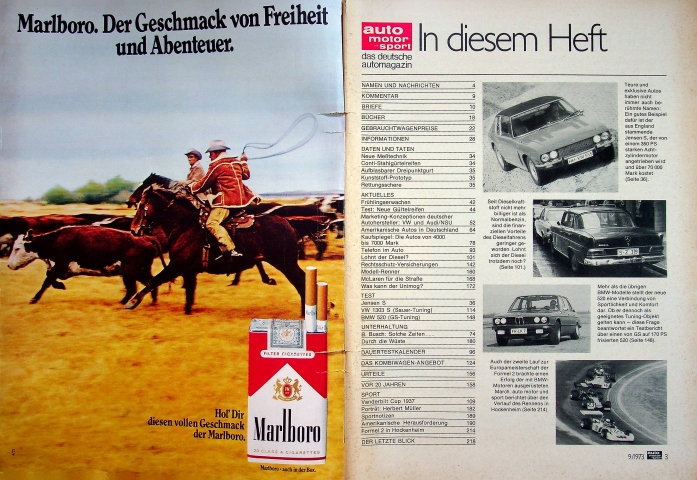 Marlboro. Der Geschmack von Freiheit
und Abenteuer.
FILTER CIGARETTES
Marlboro
20 CLASS A CIGARETTES
Hol' Dir
diesen vollen Geschmack
der Marlboro.
Marlboro - auch in der Box.
auto
motor
sport
das deutsche
automagazin
In diesem Heft
NAMEN UND NACHRICHTEN 4
KOMMENTAR 9
BRIEFE 10
BÜCHER 18
GEBRAUCHTWAGENPREISE 22
INFORMATIONEN 28
DATEN UND TATEN
Neue Meßtechnik 34
Conti-Stahlgürtelreifen 34
Aufblasbarer Dreipunktgurt 35
Kunststoff-Prototyp 35
Rettungsschere 35
AKTUELLES
Frühlingserwachen 42
Test: Neue Gürtelreifen 44
Marketing-Konzeptionen deutscher
Autohersteller: VW und Audi/NSU 52
Amerikanische Autos in Deutschland 64
Kaufspiegel: Die Autos von 4000
bis 7000 Mark 78
Telefon im Auto 93
Lohnt der Diesel? 101
Rechtsschutz-Versicherungen 142
Modell-Renner 160
McLaren für die Straße 168
Was kann der Unimog? 172
TEST
Jensen S 36
VW 1303 S (Sauer-Tuning) 114
BMW 520 (GS-Tuning) 148
UNTERHALTUNG
B. Busch: Solche Zeiten ..... 74
Durch die Wüste 180
DAUERTESTKALENDER 96
DAS KOMBIWAGEN-ANGEBOT 124
URTEILE 156
VOR 20 JAHREN 158
SPORT
Vanderbilt Cup 1937 109
Porträt: Herbert Müller 182
Sportnotizen 189
Amerikanische Herausforderung 190
Formel 2 in Hockenheim 214
DER LETZTE BLICK 218
Teure und
exklusive Autos
haben nicht
immer auch be-
rühmte Namen:
Ein gutes Beispiel
dafür ist der
aus England
stammende
Jensen S, der von
einem 360 PS
starken Acht-
zylindermotor
angetrieben wird
und über 70 000
Mark kostet
(Seite 36).
Seit Dieselkraft-
stoff nicht mehr
billiger ist als
Normalbenzin,
sind die finan-
ziellen Vorteile
des Dieselfahrens
geringer ge-
worden. Lohnt
sich der Diesel
trotzdem noch?
(Seite 101.)
Mehr als die übrigen
BMW-Modelle stellt der neue
520 eine Verbindung von
Sportlichkeit und Komfort
dar. Ob er dennoch als
geeignetes Tuning-Objekt
gelten kann – diese Frage
beantwortet ein Testbericht
über einen von GS auf 170 PS
frisierten 520 (Seite 148).
Auch der zweite Lauf zur
Europameisterschaft der
Formel 2 brachte einen
Erfolg der mit BMW-
Motoren ausgerüsteten
March. auto motor und
sport berichtet über den
Verlauf des Rennens in
Hockenheim (Seite 214).
9/1973 3